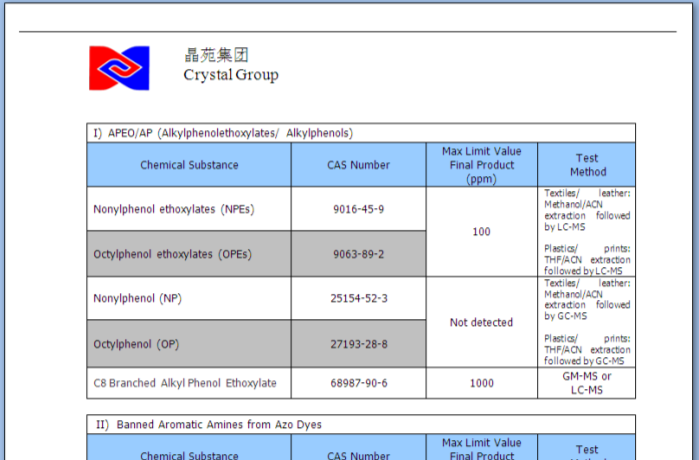 晶苑集团
Crystal Group
I) APEO/AP (Alkylphenolethoxylates/ Alkylphenols)
Chemical Substance CAS Number Max Limit Value Final Product (ppm) Test Method
Nonylphenol ethoxylates (NPEs) 9016-45-9 100 Textiles/ leather:
Methanol/ACN
extraction followed
by LC-MS
Octylphenol ethoxylates (OPEs) 9063-89-2 Plastics/ prints:
THF/ACN extraction
followed by LC-MS
Nonylphenol (NP) 25154-52-3 Not detected Textiles/ leather:
Methanol/ACN
extraction followed
by GC-MS
Octylphenol (OP) 27193-28-8 Plastics/ prints:
THF/ACN extraction
followed by GC-MS
C8 Branched Alkyl Phenol Ethoxylate 68987-90-6 1000 GM-MS or
LC-MS
II) Banned Aromatic Amines from Azo Dyes
Chemical Substance CAS Number Max Limit Value Final Product Test